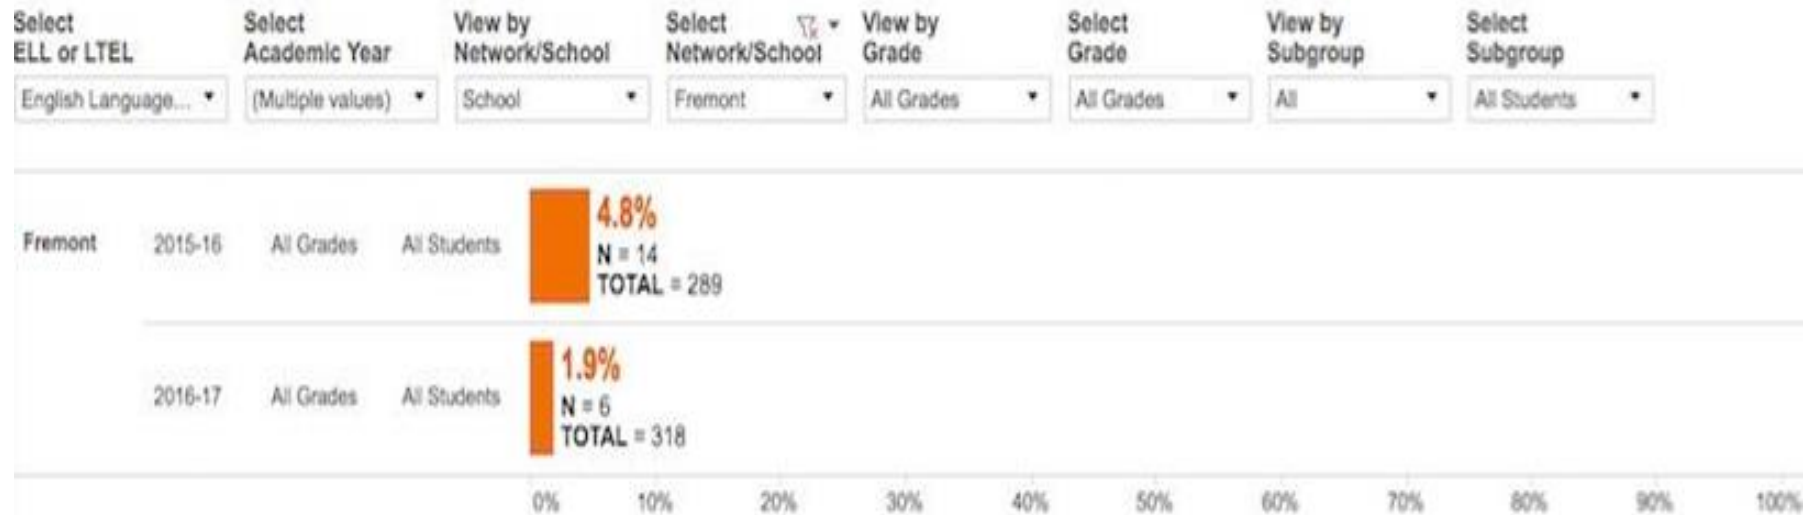 Select ELL or LTEL
Select Academic Year
View by Network/School
Select Network/School
View by Grade
Select Grade
View by Subgroup
Select Subgroup
English Language...
(Multiple values)
School
Fremont
All Grades
All Grades
All
All Students
Fremont 2015-16 All Grades All Students
4.8%
N = 14
TOTAL = 289
2016-17 All Grades All Students
1.9%
N = 6
TOTAL = 318
0% 10% 20% 30% 40% 50% 60% 70% 80% 90% 100%